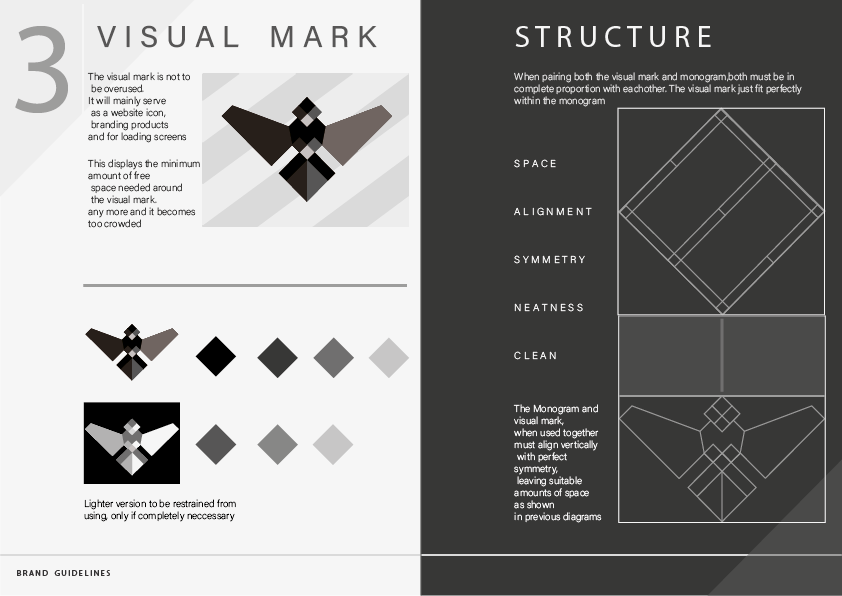 3
VISUAL MARK
The visual mark is not to
be overused.
It will mainly serve
as a website icon,
branding products
and for loading screens
This displays the minimum
amount of free
space needed around
the visual mark.
any more and it becomes
too crowded
Lighter version to be restrained from
using, only if completely neccessary
BRAND GUIDELINES
STRUCTURE
When pairing both the visual mark and monogram,both must be in
complete proportion with eachother. The visual mark just fit perfectly
within the monogram
SPACE
ALIGNMENT
SYMMETRY
NEATNESS
CLEAN
The Monogram and
visual mark,
when used together
must align vertically
with perfect
symmetry,
leaving suitable
amounts of space
as shown
in previous diagrams